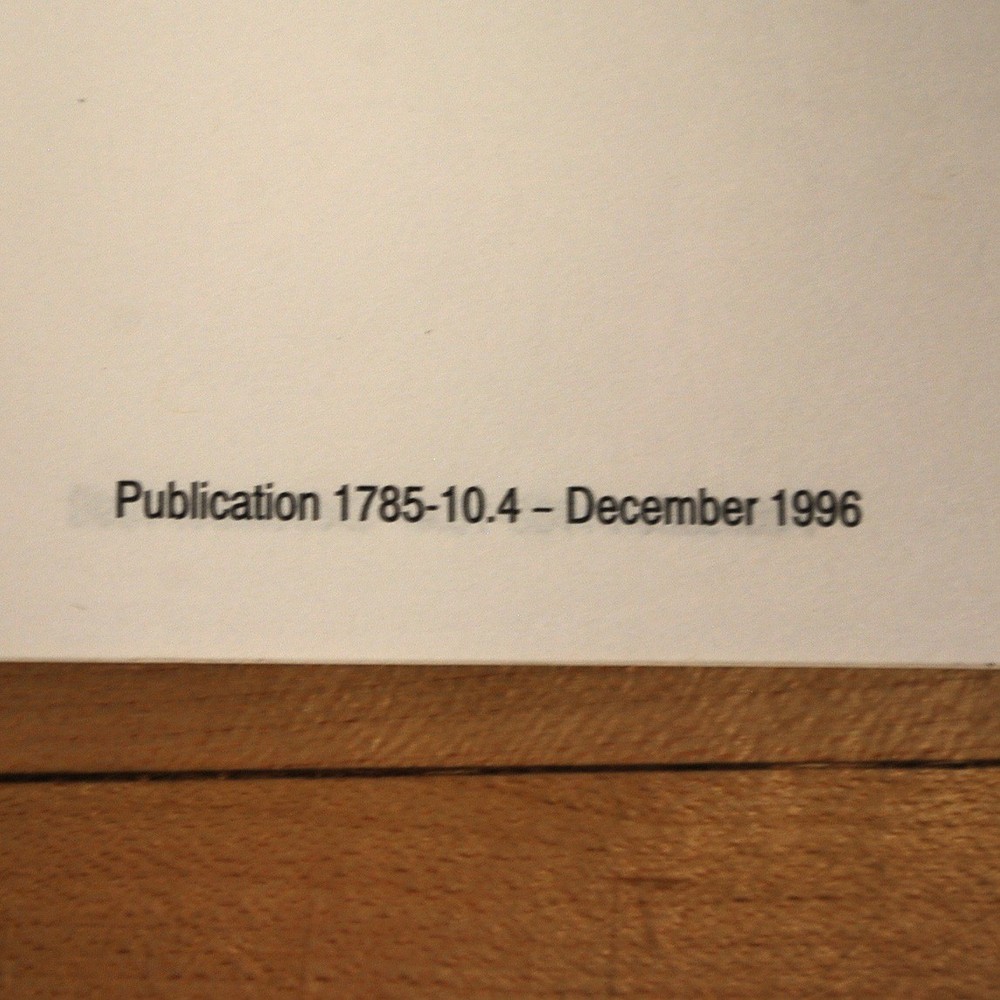 Publication 1785-10.4 – December 1996